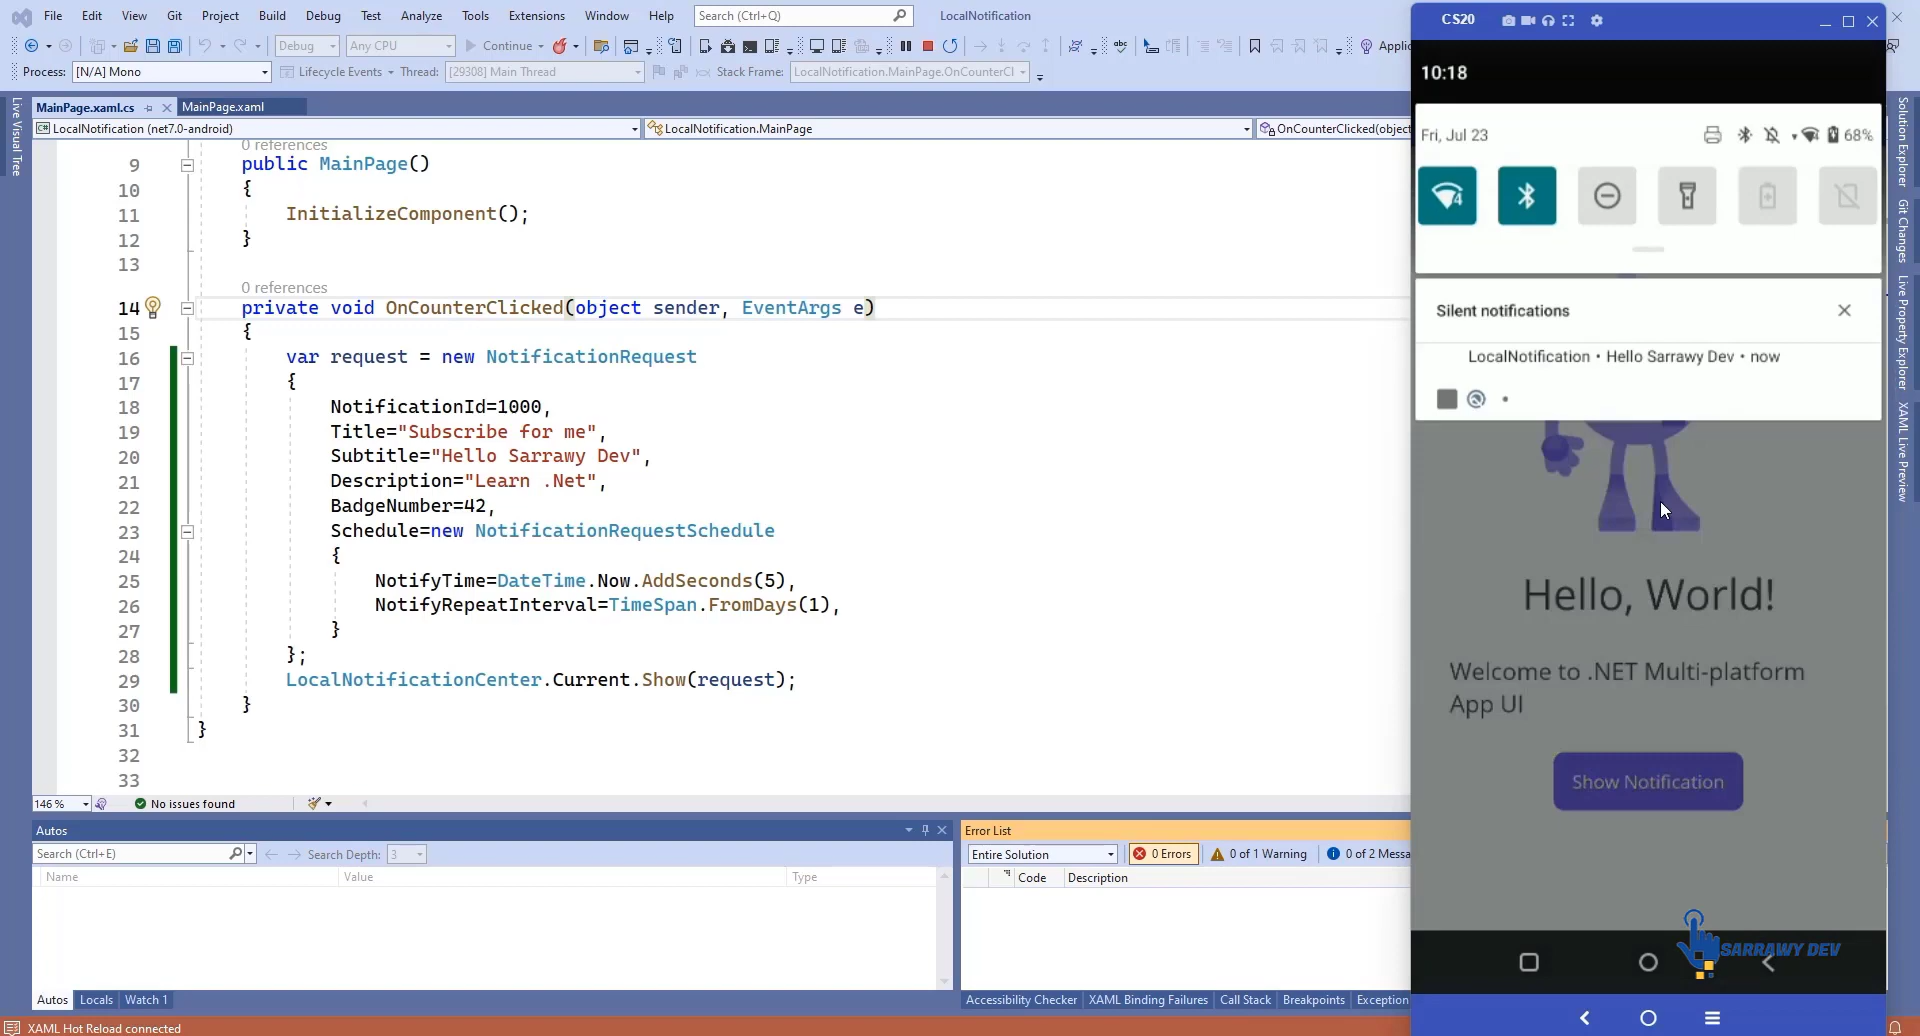 File Edit View Git Project Build Debug Test Analyze Tools Extensions Window Help Search (Ctrl+Q) LocalNotification
Debug Any CPU Continue
Process: [N/A] Mono Lifecycle Events Thread: [29308] Main Thread Stack Frame: LocalNotification.MainPage.OnCounterCl
MainPage.xaml.cs MainPage.xaml
LocalNotification (net7.0-android) LocalNotification.MainPage OnCounterClicked(object
Live Visual Tree
0 references
9 public MainPage()
10 {
11 InitializeComponent();
12 }
13
0 references
14 private void OnCounterClicked(object sender, EventArgs e)
15 {
16 var request = new NotificationRequest
17 {
18 NotificationId=1000,
19 Title="Subscribe for me",
20 Subtitle="Hello Sarrawy Dev",
21 Description="Learn .Net",
22 BadgeNumber=42,
23 Schedule=new NotificationRequestSchedule
24 {
25 NotifyTime=DateTime.Now.AddSeconds(5),
26 NotifyRepeatInterval=TimeSpan.FromDays(1),
27 }
28 };
29 LocalNotificationCenter.Current.Show(request);
30 }
31 }
32
33
146 % No issues found
Autos
Search (Ctrl+E) Search Depth: 3
Name Value Type
Autos Locals Watch 1
Error List
Entire Solution 0 Errors 0 of 1 Warning 0 of 2 Messa
Code Description
Accessibility Checker XAML Binding Failures Call Stack Breakpoints Exception
XAML Hot Reload connected
CS20
10:18
Fri, Jul 23 68%
4
Silent notifications
LocalNotification • Hello Sarrawy Dev • now
Hello, World!
Welcome to .NET Multi-platform
App UI
Show Notification
SARRAWY DEV
Solution Explorer
Git Changes
Live Property Explorer
XAML Live Preview